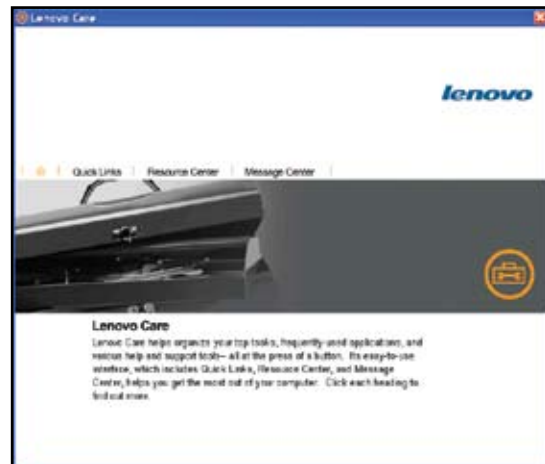 Lenovo Care
lenovo
Quick Links | Resource Center | Message Center |
Lenovo Care
Lenovo Care helps organize your top tasks, frequently-used applications, and
various help and support tools– all at the press of a button. Its easy-to-use
interface, which includes Quick Links, Resource Center, and Message
Center, helps you get the most out of your computer. Click each heading to
find out more.